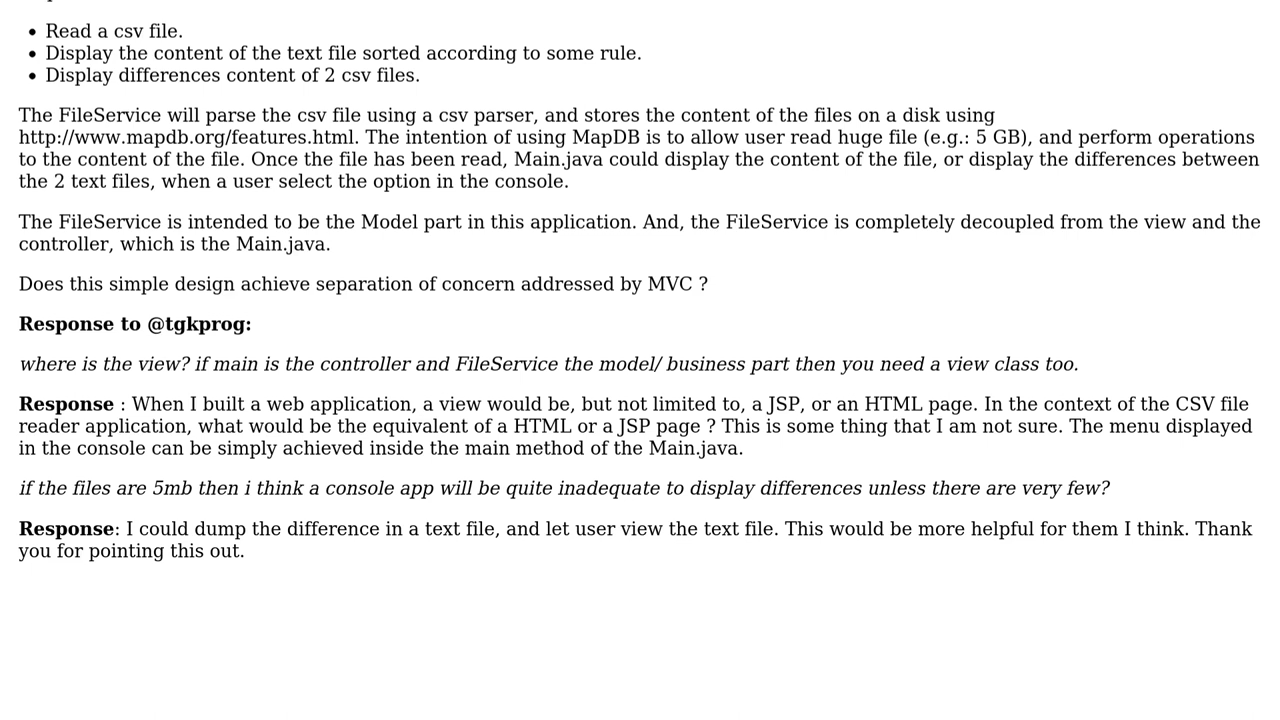 • Read a csv file.
• Display the content of the text file sorted according to some rule.
• Display differences content of 2 csv files.
The FileService will parse the csv file using a csv parser, and stores the content of the files on a disk using
http://www.mapdb.org/features.html. The intention of using MapDB is to allow user read huge file (e.g.: 5 GB), and perform operations
to the content of the file. Once the file has been read, Main.java could display the content of the file, or display the differences between
the 2 text files, when a user select the option in the console.
The FileService is intended to be the Model part in this application. And, the FileService is completely decoupled from the view and the
controller, which is the Main.java.
Does this simple design achieve separation of concern addressed by MVC ?
Response to @tgkprog:
where is the view? if main is the controller and FileService the model/ business part then you need a view class too.
Response : When I built a web application, a view would be, but not limited to, a JSP, or an HTML page. In the context of the CSV file
reader application, what would be the equivalent of a HTML or a JSP page ? This is some thing that I am not sure. The menu displayed
in the console can be simply achieved inside the main method of the Main.java.
if the files are 5mb then i think a console app will be quite inadequate to display differences unless there are very few?
Response: I could dump the difference in a text file, and let user view the text file. This would be more helpful for them I think. Thank
you for pointing this out.